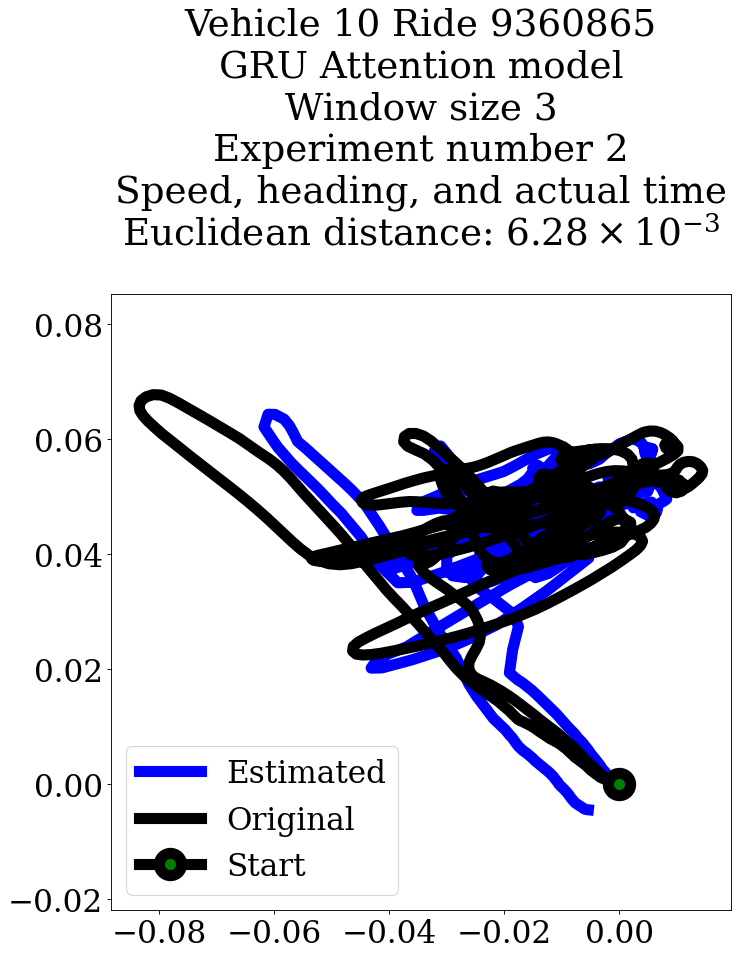 Vehicle 10 Ride 9360865
GRU Attention model
Window size 3
Experiment number 2
Speed, heading, and actual time
Euclidean distance: 6.28 × 10⁻³
0.08
0.06
0.04
0.02
0.00
−0.02
Estimated
Original
Start
−0.08 −0.06 −0.04 −0.02 0.00